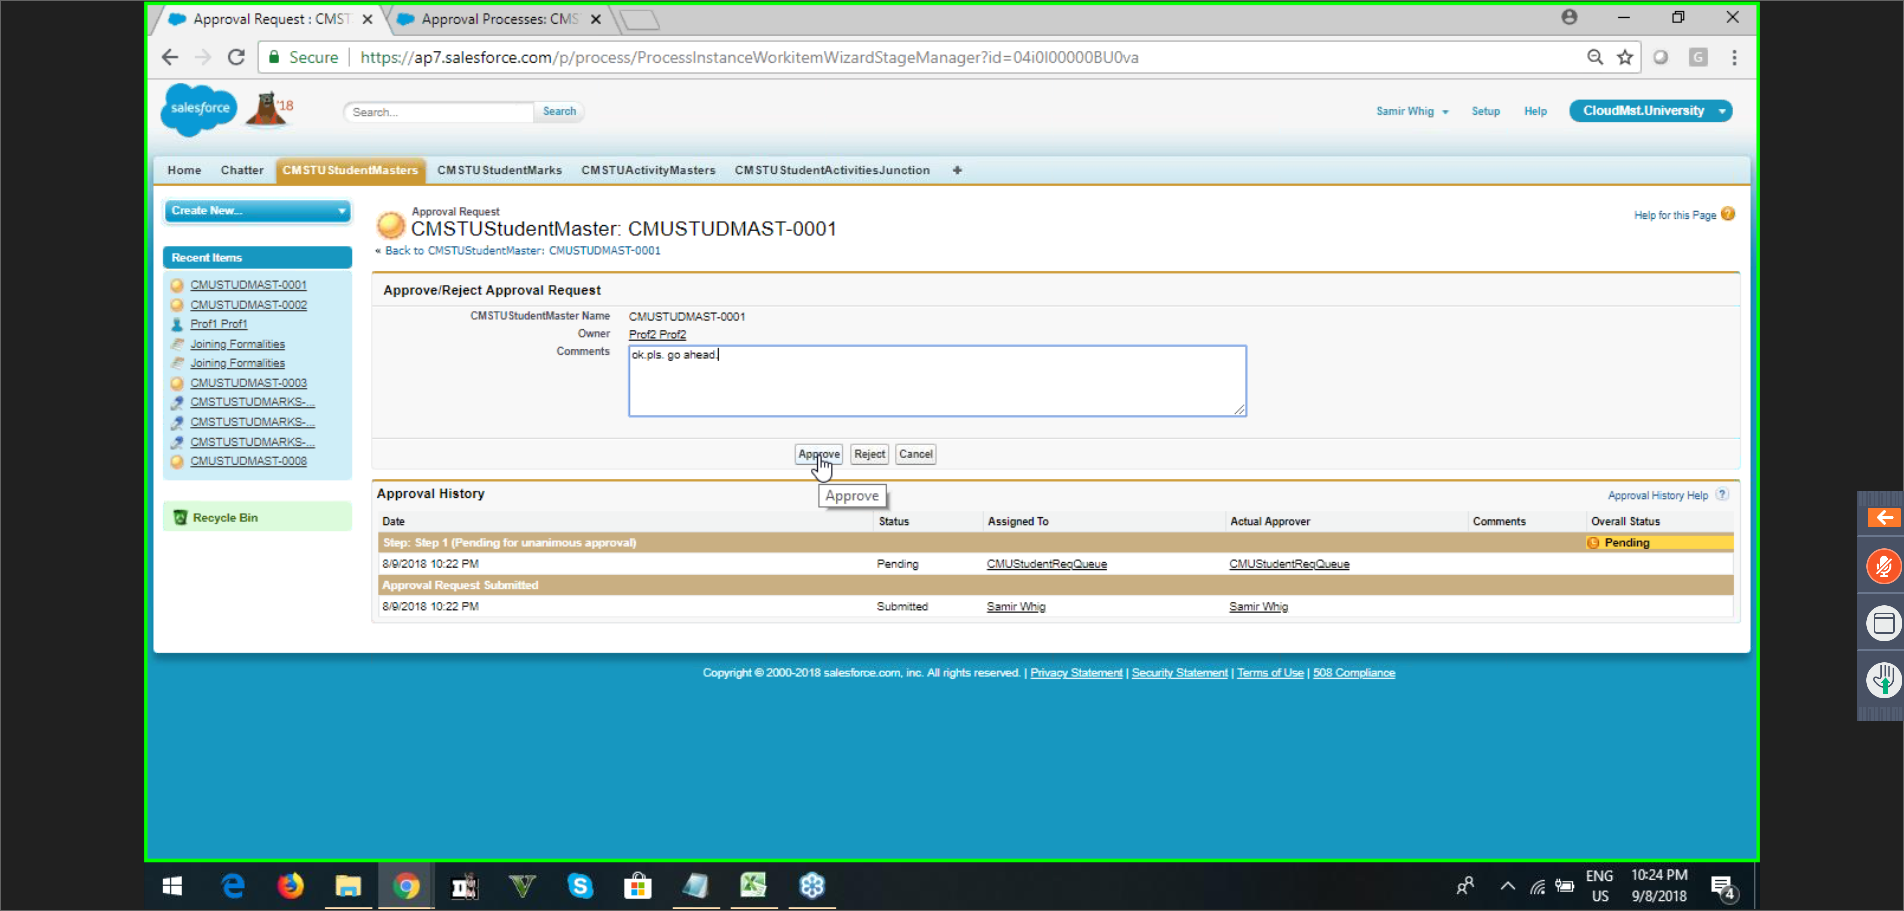 Approval Request : CMST
Approval Processes: CMS
Secure
https://ap7.salesforce.com/p/process/ProcessInstanceWorkitemWizardStageManager?id=04i0I00000BU0va
G
salesforce
'18
Search...
Search
Samir Whig
Setup
Help
CloudMst.University
Home
Chatter
CMSTUStudentMasters
CMSTUStudentMarks
CMSTUActivityMasters
CMSTUStudentActivitiesJunction
Create New...
Approval Request
CMSTUStudentMaster: CMUSTUDMAST-0001
« Back to CMSTUStudentMaster: CMUSTUDMAST-0001
Help for this Page ?
Recent Items
CMUSTUDMAST-0001
CMUSTUDMAST-0002
Prof1 Prof1
Joining Formalities
Joining Formalities
CMUSTUDMAST-0003
CMSTUSTUDMARKS-...
CMSTUSTUDMARKS-...
CMSTUSTUDMARKS-...
CMUSTUDMAST-0008
Recycle Bin
Approve/Reject Approval Request
CMSTUStudentMaster Name CMUSTUDMAST-0001
Owner Prof2 Prof2
Comments ok.pls. go ahead.
Approve Reject Cancel
Approve
Approval History
Approval History Help ?
Date Status Assigned To Actual Approver Comments Overall Status
Step: Step 1 (Pending for unanimous approval) Pending
8/9/2018 10:22 PM Pending CMUStudentReqQueue CMUStudentReqQueue
Approval Request Submitted
8/9/2018 10:22 PM Submitted Samir Whig Samir Whig
Copyright © 2000-2018 salesforce.com, inc. All rights reserved. | Privacy Statement | Security Statement | Terms of Use | 508 Compliance
ENG
US
10:24 PM
9/8/2018
4